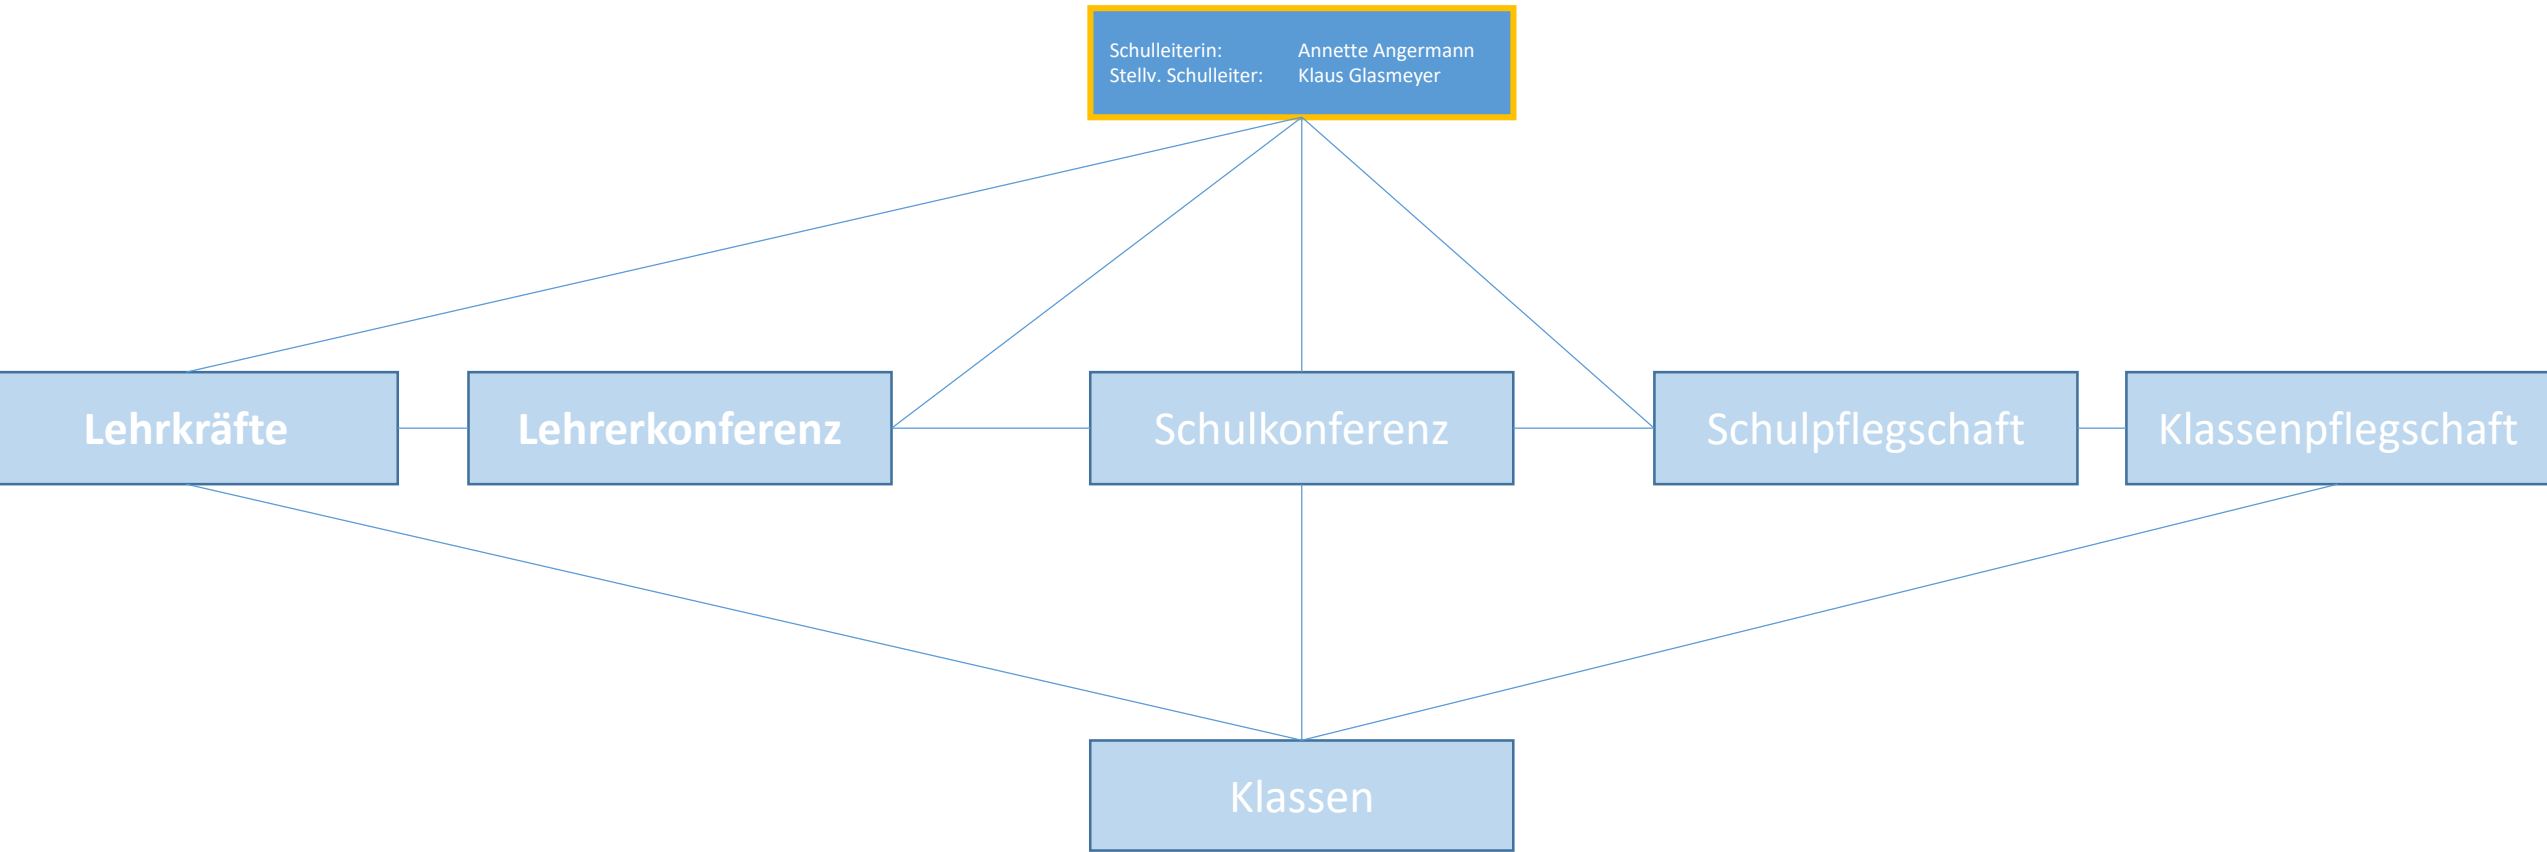 Schulleiterin: Annette Angermann
Stellv. Schulleiter: Klaus Glasmeyer
Lehrkräfte
Lehrerkonferenz
Schulkonferenz
Schulpflegschaft
Klassenpflegschaft
Klassen